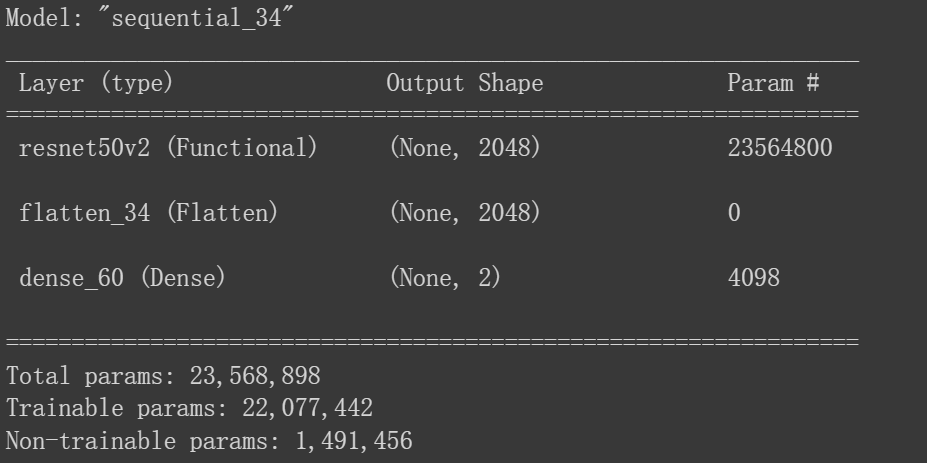 Model: "sequential_34"
_________________________________________________________________
Layer (type) Output Shape Param #
=================================================================
resnet50v2 (Functional) (None, 2048) 23564800
flatten_34 (Flatten) (None, 2048) 0
dense_60 (Dense) (None, 2) 4098
=================================================================
Total params: 23,568,898
Trainable params: 22,077,442
Non-trainable params: 1,491,456